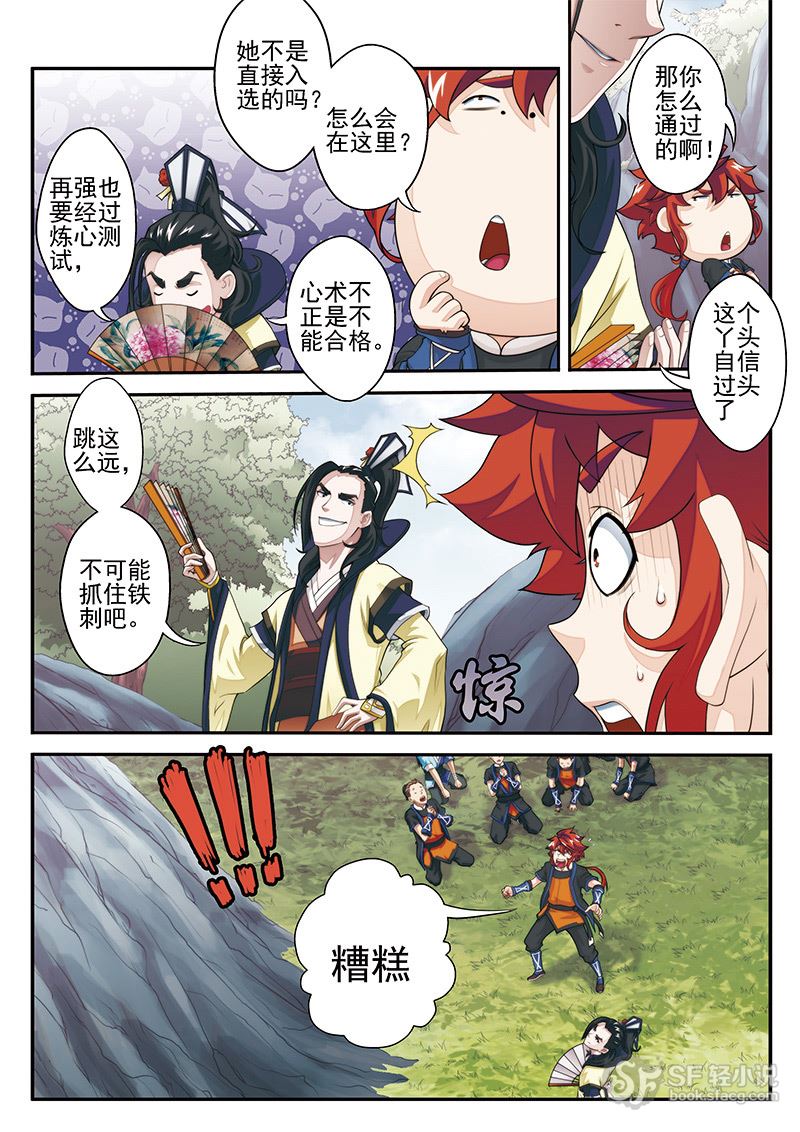 她不是
直接入
选的吗？
怎么会
在这里？
再强也
要经过
炼心测
试，
心术不
正是不
能合格。
那你
怎么
通过
的啊！
这个
丫头
自信
过头
了
跳这
么远，
不可能
抓住铁
刺吧。
惊
!!!
糟糕
SF 轻小说
book.sfacg.com